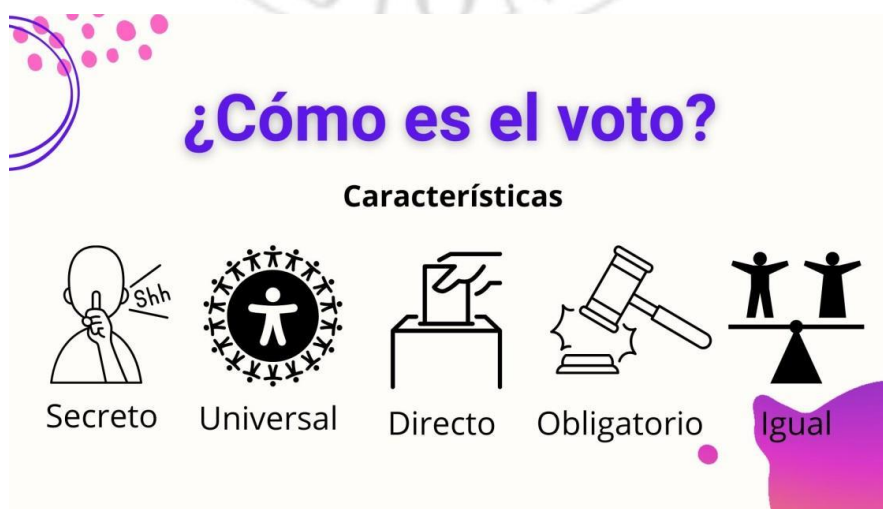 ¿Cómo es el voto?
Características
Shh
Secreto
Universal
Directo
Obligatorio
Igual